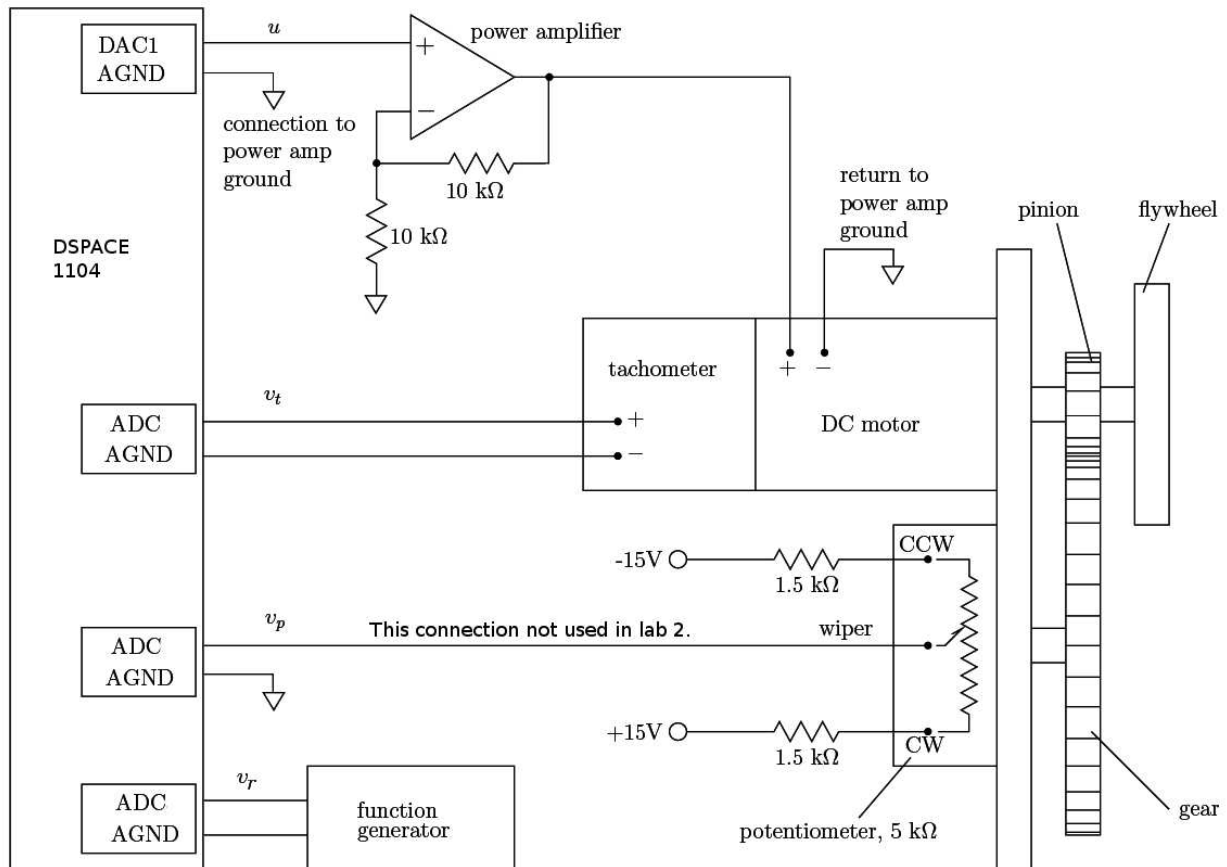 DAC1
AGND
u
+
−
power amplifier
connection to
power amp
ground
10 kΩ
10 kΩ
DSPACE
1104
return to
power amp
ground
pinion
flywheel
ADC
AGND
v_t
tachometer
+
−
+
−
DC motor
-15V
1.5 kΩ
CCW
ADC
AGND
v_p
This connection not used in lab 2.
wiper
+15V
1.5 kΩ
CW
ADC
AGND
v_r
function
generator
potentiometer, 5 kΩ
gear